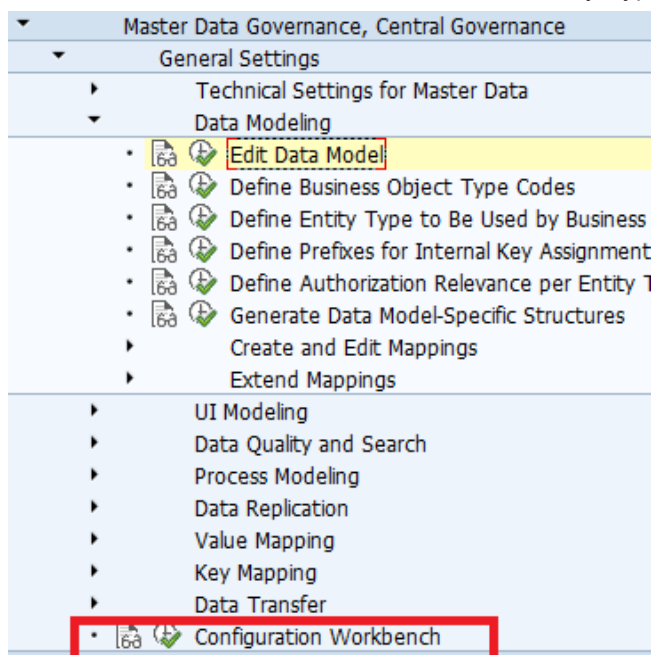 Master Data Governance, Central Governance
General Settings
Technical Settings for Master Data
Data Modeling
Edit Data Model
Define Business Object Type Codes
Define Entity Type to Be Used by Business
Define Prefixes for Internal Key Assignment
Define Authorization Relevance per Entity T
Generate Data Model-Specific Structures
Create and Edit Mappings
Extend Mappings
UI Modeling
Data Quality and Search
Process Modeling
Data Replication
Value Mapping
Key Mapping
Data Transfer
Configuration Workbench